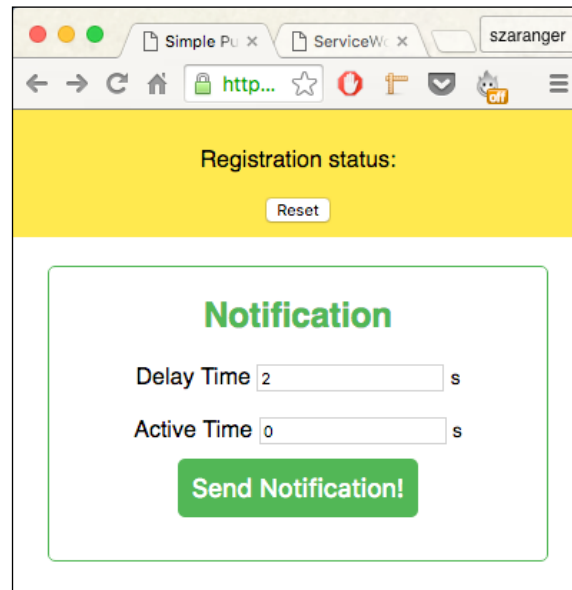 Simple Pu ServiceWo szaranger
http...
off
Registration status:
Reset
Notification
Delay Time 2 s
Active Time 0 s
Send Notification!